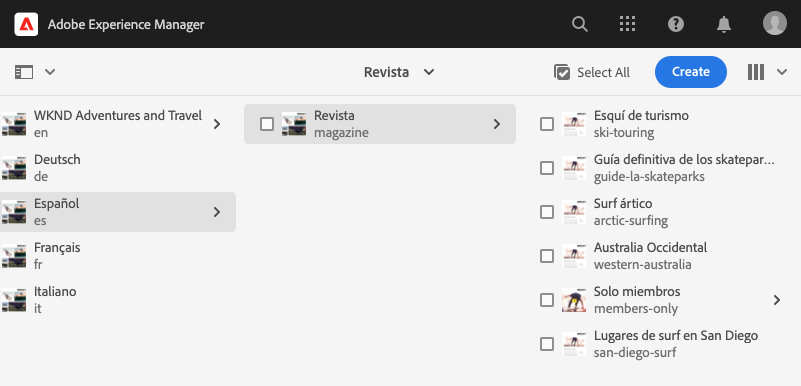 Adobe Experience Manager
Revista
Select All
Create
WKND Adventures and Travel
en
Deutsch
de
Español
es
Français
fr
Italiano
it
Revista
magazine
Esquí de turismo
ski-touring
Guía definitiva de los skatepar...
guide-la-skateparks
Surf ártico
arctic-surfing
Australia Occidental
western-australia
Solo miembros
members-only
Lugares de surf en San Diego
san-diego-surf